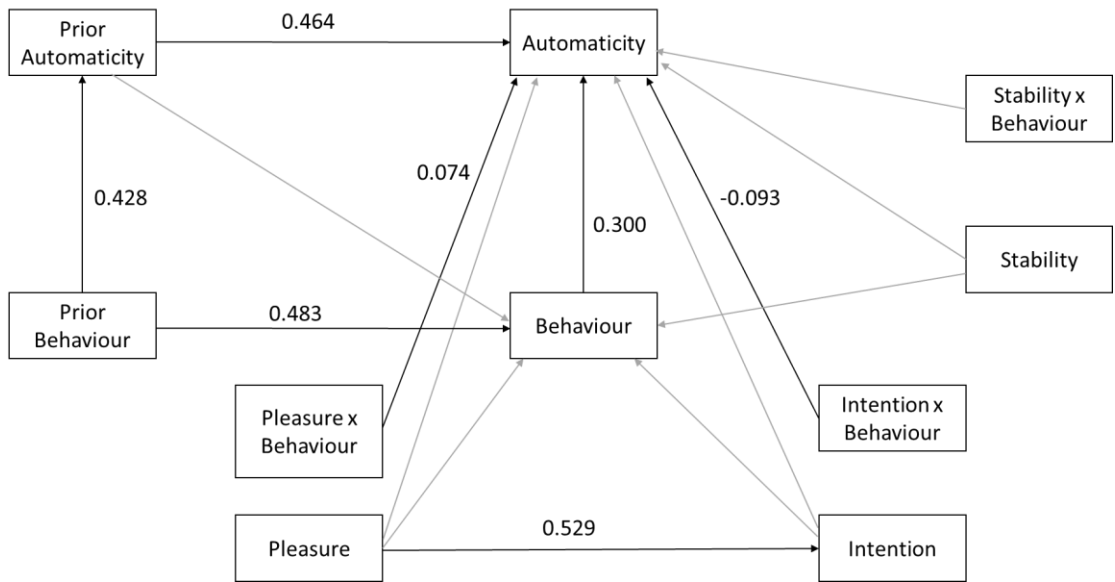 Prior
Automaticity
0.464
Automaticity
Stability x
Behaviour
0.428
0.074
0.300
-0.093
Stability
Prior
Behaviour
0.483
Behaviour
Pleasure x
Behaviour
Intention x
Behaviour
Pleasure
0.529
Intention